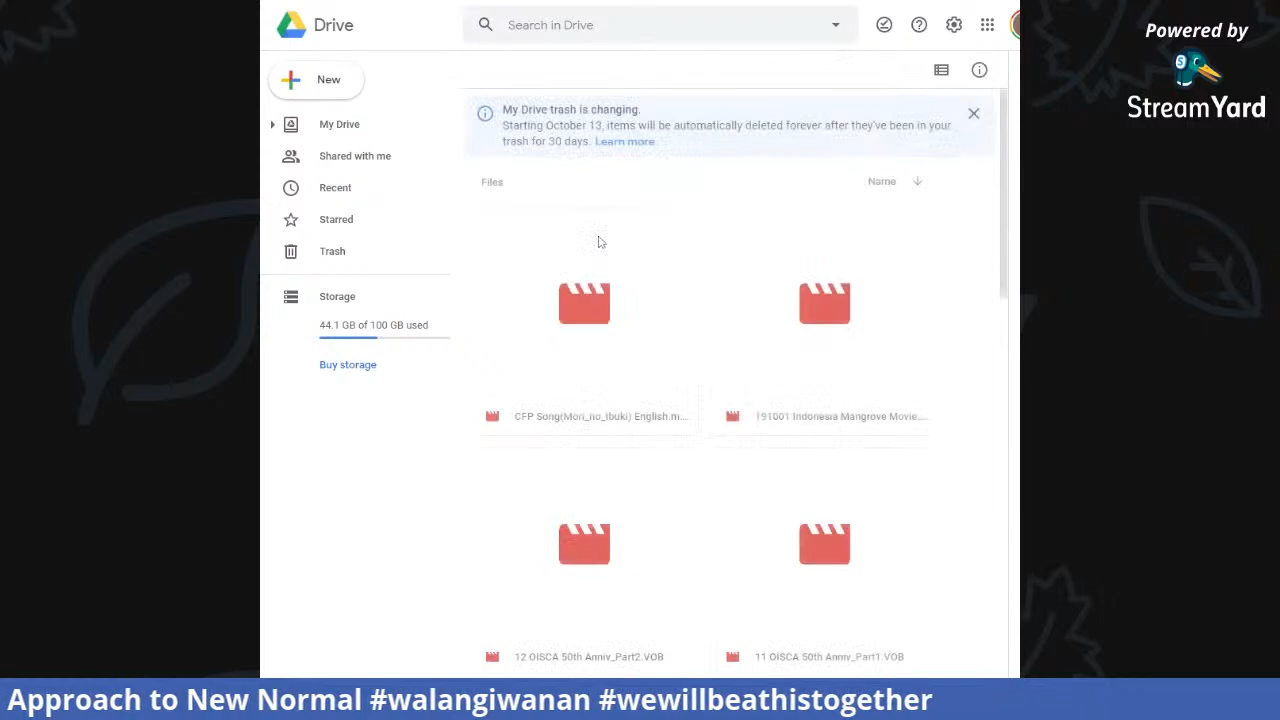 Drive
Search in Drive
Powered by
StreamYard
New
My Drive
Shared with me
Recent
Starred
Trash
Storage
44.1 GB of 100 GB used
Buy storage
My Drive trash is changing.
Starting October 13, items will be automatically deleted forever after they've been in your
trash for 30 days. Learn more
Files
Name
CFP Song(Mori_no_Ibuki) English.m...
191001 Indonesia Mangrove Movie....
12 OISCA 50th Anniv_Part2.VOB
11 OISCA 50th Anniv_Part1.VOB
Approach to New Normal #walangiwanan #wewillbeathistogether